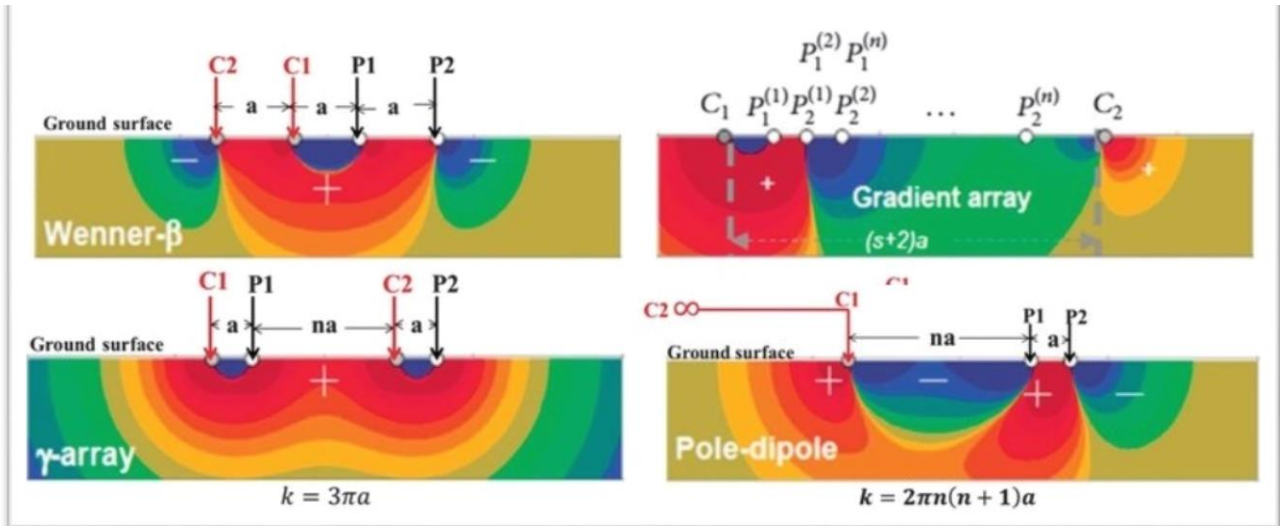 C2 C1 P1 P2
a a a
Ground surface
− + −
Wenner-β
P₁⁽²⁾ P₁⁽ⁿ⁾
C₁ P₁⁽¹⁾ P₂⁽¹⁾ P₂⁽²⁾ ... P₂⁽ⁿ⁾ C₂
+ +
Gradient array
(s+2)a
C1 P1 C2 P2
a na a
Ground surface
+
γ-array
k = 3πa
C1
C2 ∞ C1
P1 P2
na a
Ground surface
+ − + −
Pole-dipole
k = 2πn(n + 1)a